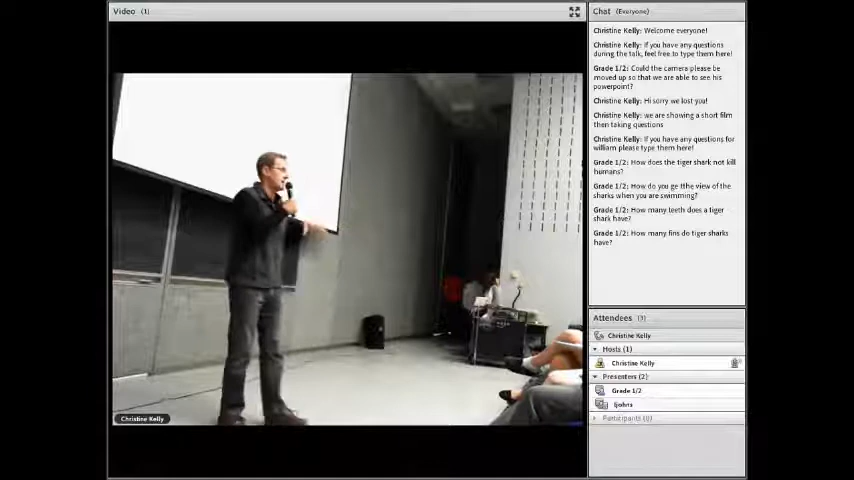 Video (1)
Chat (Everyone)
Christine Kelly: Welcome everyone!
Christine Kelly: If you have any questions
during the talk, feel free to type them here!
Grade 1/2: Could the camera please be
moved up so that we are able to see his
powerpoint?
Christine Kelly: Hi sorry we lost you!
Christine Kelly: we are showing a short film
then taking questions
Christine Kelly: If you have any questions for
william please type them here!
Grade 1/2: How does the tiger shark not kill
humans?
Grade 1/2: How do you ge tthe view of the
sharks when you are swimming?
Grade 1/2: How many teeth does a tiger
shark have?
Grade 1/2: How many fins do tiger sharks
have?
Christine Kelly
Attendees (3)
Christine Kelly
Hosts (1)
Christine Kelly
Presenters (2)
Grade 1/2
Participants (0)